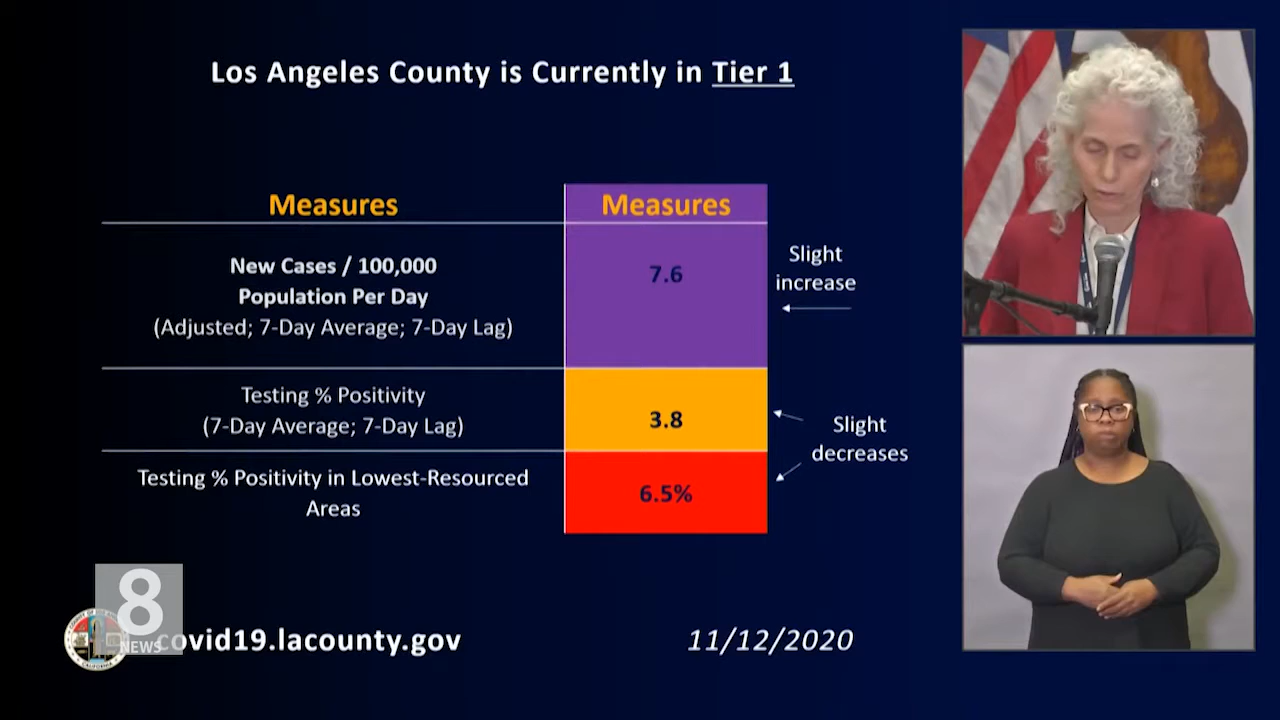 Los Angeles County is Currently in Tier 1
Measures
Measures
New Cases / 100,000
Population Per Day
(Adjusted; 7-Day Average; 7-Day Lag)
7.6
Slight
increase
Testing % Positivity
(7-Day Average; 7-Day Lag)
3.8
Slight
decreases
Testing % Positivity in Lowest-Resourced
Areas
6.5%
8
NEWS
covid19.lacounty.gov
11/12/2020